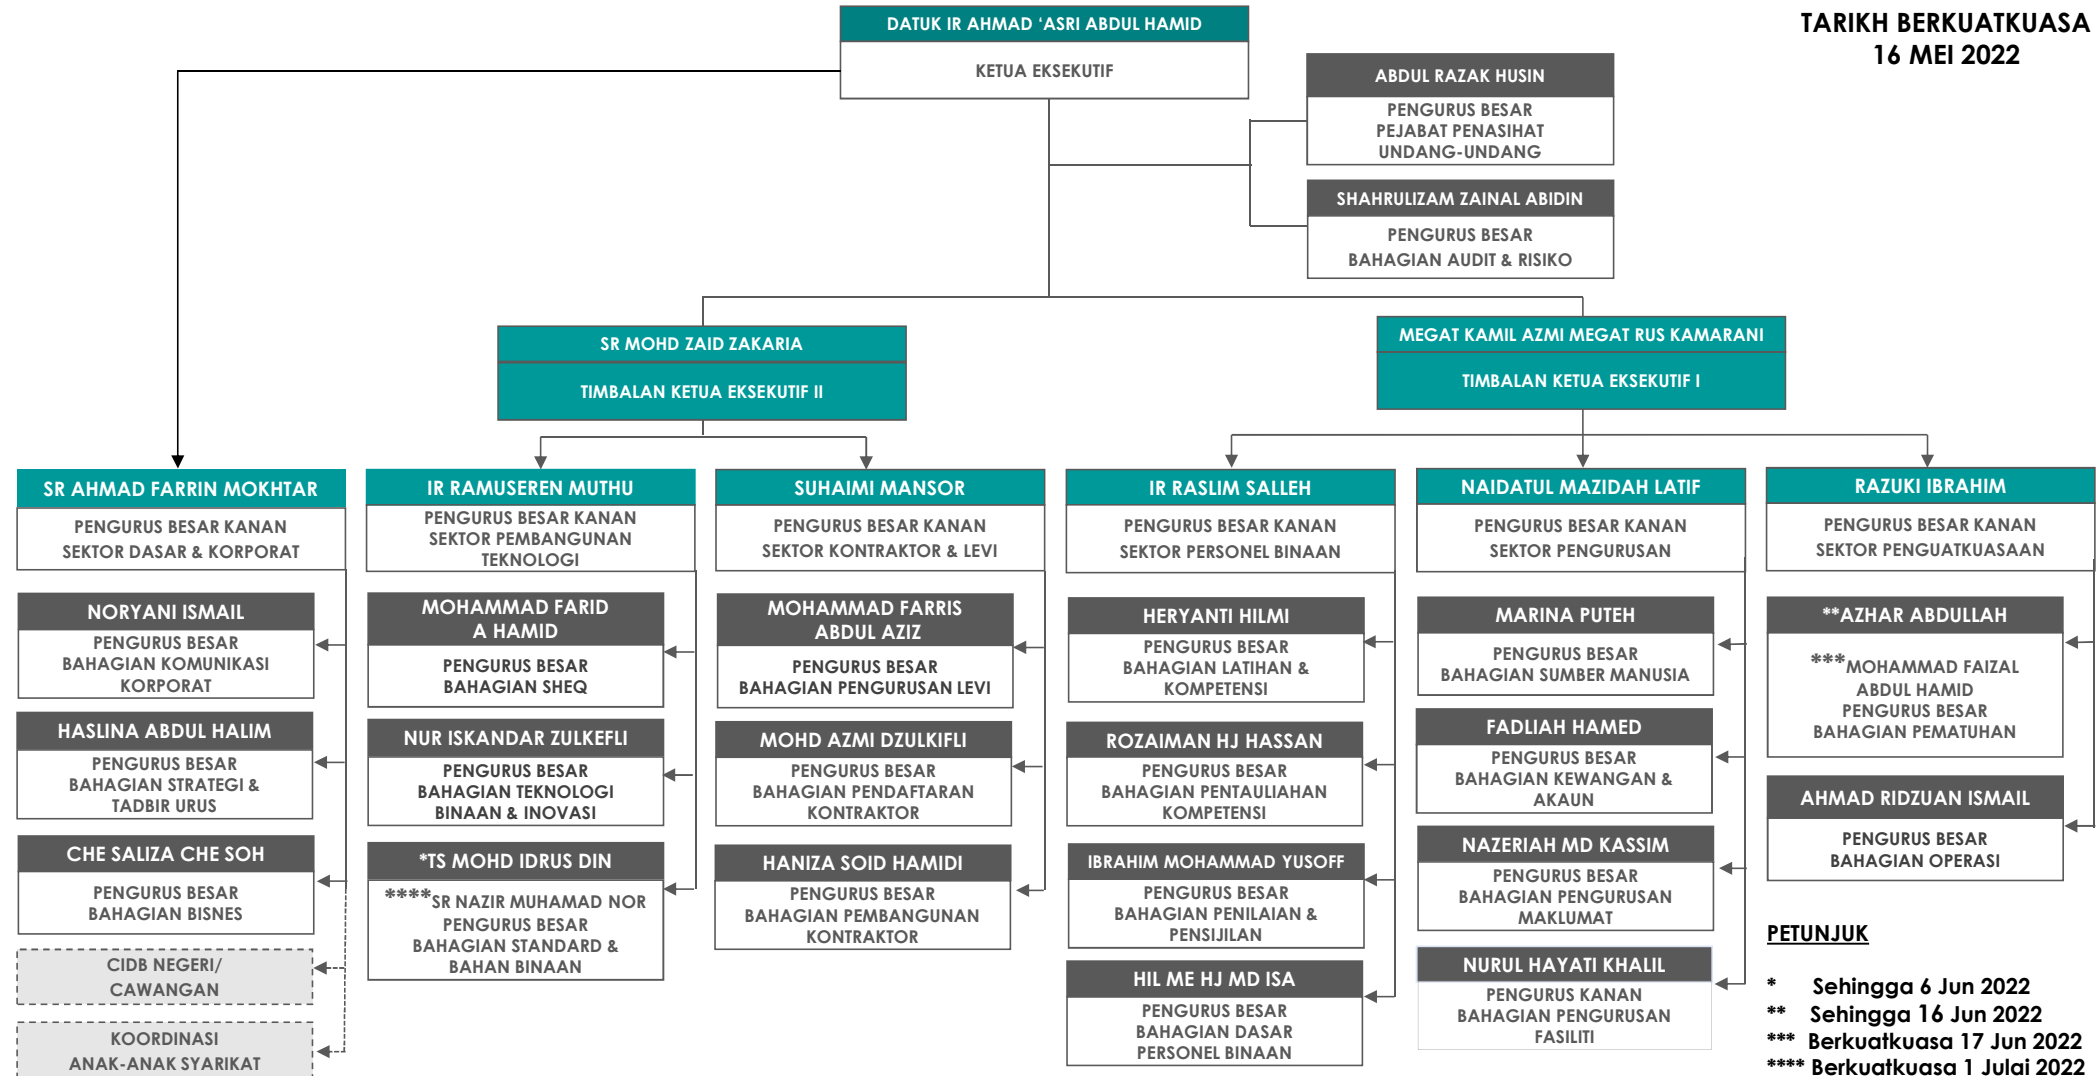 DATUK IR AHMAD ‘ASRI ABDUL HAMID
KETUA EKSEKUTIF
TARIKH BERKUATKUASA
16 MEI 2022
ABDUL RAZAK HUSIN
PENGURUS BESAR
PEJABAT PENASIHAT
UNDANG-UNDANG
SHAHRULIZAM ZAINAL ABIDIN
PENGURUS BESAR
BAHAGIAN AUDIT & RISIKO
SR MOHD ZAID ZAKARIA
TIMBALAN KETUA EKSEKUTIF II
MEGAT KAMIL AZMI MEGAT RUS KAMARANI
TIMBALAN KETUA EKSEKUTIF I
SR AHMAD FARRIN MOKHTAR
PENGURUS BESAR KANAN
SEKTOR DASAR & KORPORAT
NORYANI ISMAIL
PENGURUS BESAR
BAHAGIAN KOMUNIKASI
KORPORAT
HASLINA ABDUL HALIM
PENGURUS BESAR
BAHAGIAN STRATEGI &
TADBIR URUS
CHE SALIZA CHE SOH
PENGURUS BESAR
BAHAGIAN BISNES
CIDB NEGERI/
CAWANGAN
KOORDINASI
ANAK-ANAK SYARIKAT
IR RAMUSEREN MUTHU
PENGURUS BESAR KANAN
SEKTOR PEMBANGUNAN
TEKNOLOGI
MOHAMMAD FARID
A HAMID
PENGURUS BESAR
BAHAGIAN SHEQ
NUR ISKANDAR ZULKEFLI
PENGURUS BESAR
BAHAGIAN TEKNOLOGI
BINAAN & INOVASI
*TS MOHD IDRUS DIN
****SR NAZIR MUHAMAD NOR
PENGURUS BESAR
BAHAGIAN STANDARD &
BAHAN BINAAN
SUHAIMI MANSOR
PENGURUS BESAR KANAN
SEKTOR KONTRAKTOR & LEVI
MOHAMMAD FARRIS
ABDUL AZIZ
PENGURUS BESAR
BAHAGIAN PENGURUSAN LEVI
MOHD AZMI DZULKIFLI
PENGURUS BESAR
BAHAGIAN PENDAFTARAN
KONTRAKTOR
HANIZA SOID HAMIDI
PENGURUS BESAR
BAHAGIAN PEMBANGUNAN
KONTRAKTOR
IR RASLIM SALLEH
PENGURUS BESAR KANAN
SEKTOR PERSONEL BINAAN
HERYANTI HILMI
PENGURUS BESAR
BAHAGIAN LATIHAN &
KOMPETENSI
ROZAIMAN HJ HASSAN
PENGURUS BESAR
BAHAGIAN PENTAULIAHAN
KOMPETENSI
IBRAHIM MOHAMMAD YUSOFF
PENGURUS BESAR
BAHAGIAN PENILAIAN &
PENSIJILAN
HIL ME HJ MD ISA
PENGURUS BESAR
BAHAGIAN DASAR
PERSONEL BINAAN
NAIDATUL MAZIDAH LATIF
PENGURUS BESAR KANAN
SEKTOR PENGURUSAN
MARINA PUTEH
PENGURUS BESAR
BAHAGIAN SUMBER MANUSIA
FADLIAH HAMED
PENGURUS BESAR
BAHAGIAN KEWANGAN &
AKAUN
NAZERIAH MD KASSIM
PENGURUS BESAR
BAHAGIAN PENGURUSAN
MAKLUMAT
NURUL HAYATI KHALIL
PENGURUS KANAN
BAHAGIAN PENGURUSAN
FASILITI
RAZUKI IBRAHIM
PENGURUS BESAR KANAN
SEKTOR PENGUATKUASAAN
**AZHAR ABDULLAH
***MOHAMMAD FAIZAL
ABDUL HAMID
PENGURUS BESAR
BAHAGIAN PEMATUHAN
AHMAD RIDZUAN ISMAIL
PENGURUS BESAR
BAHAGIAN OPERASI
PETUNJUK
* Sehingga 6 Jun 2022
** Sehingga 16 Jun 2022
*** Berkuatkuasa 17 Jun 2022
**** Berkuatkuasa 1 Julai 2022